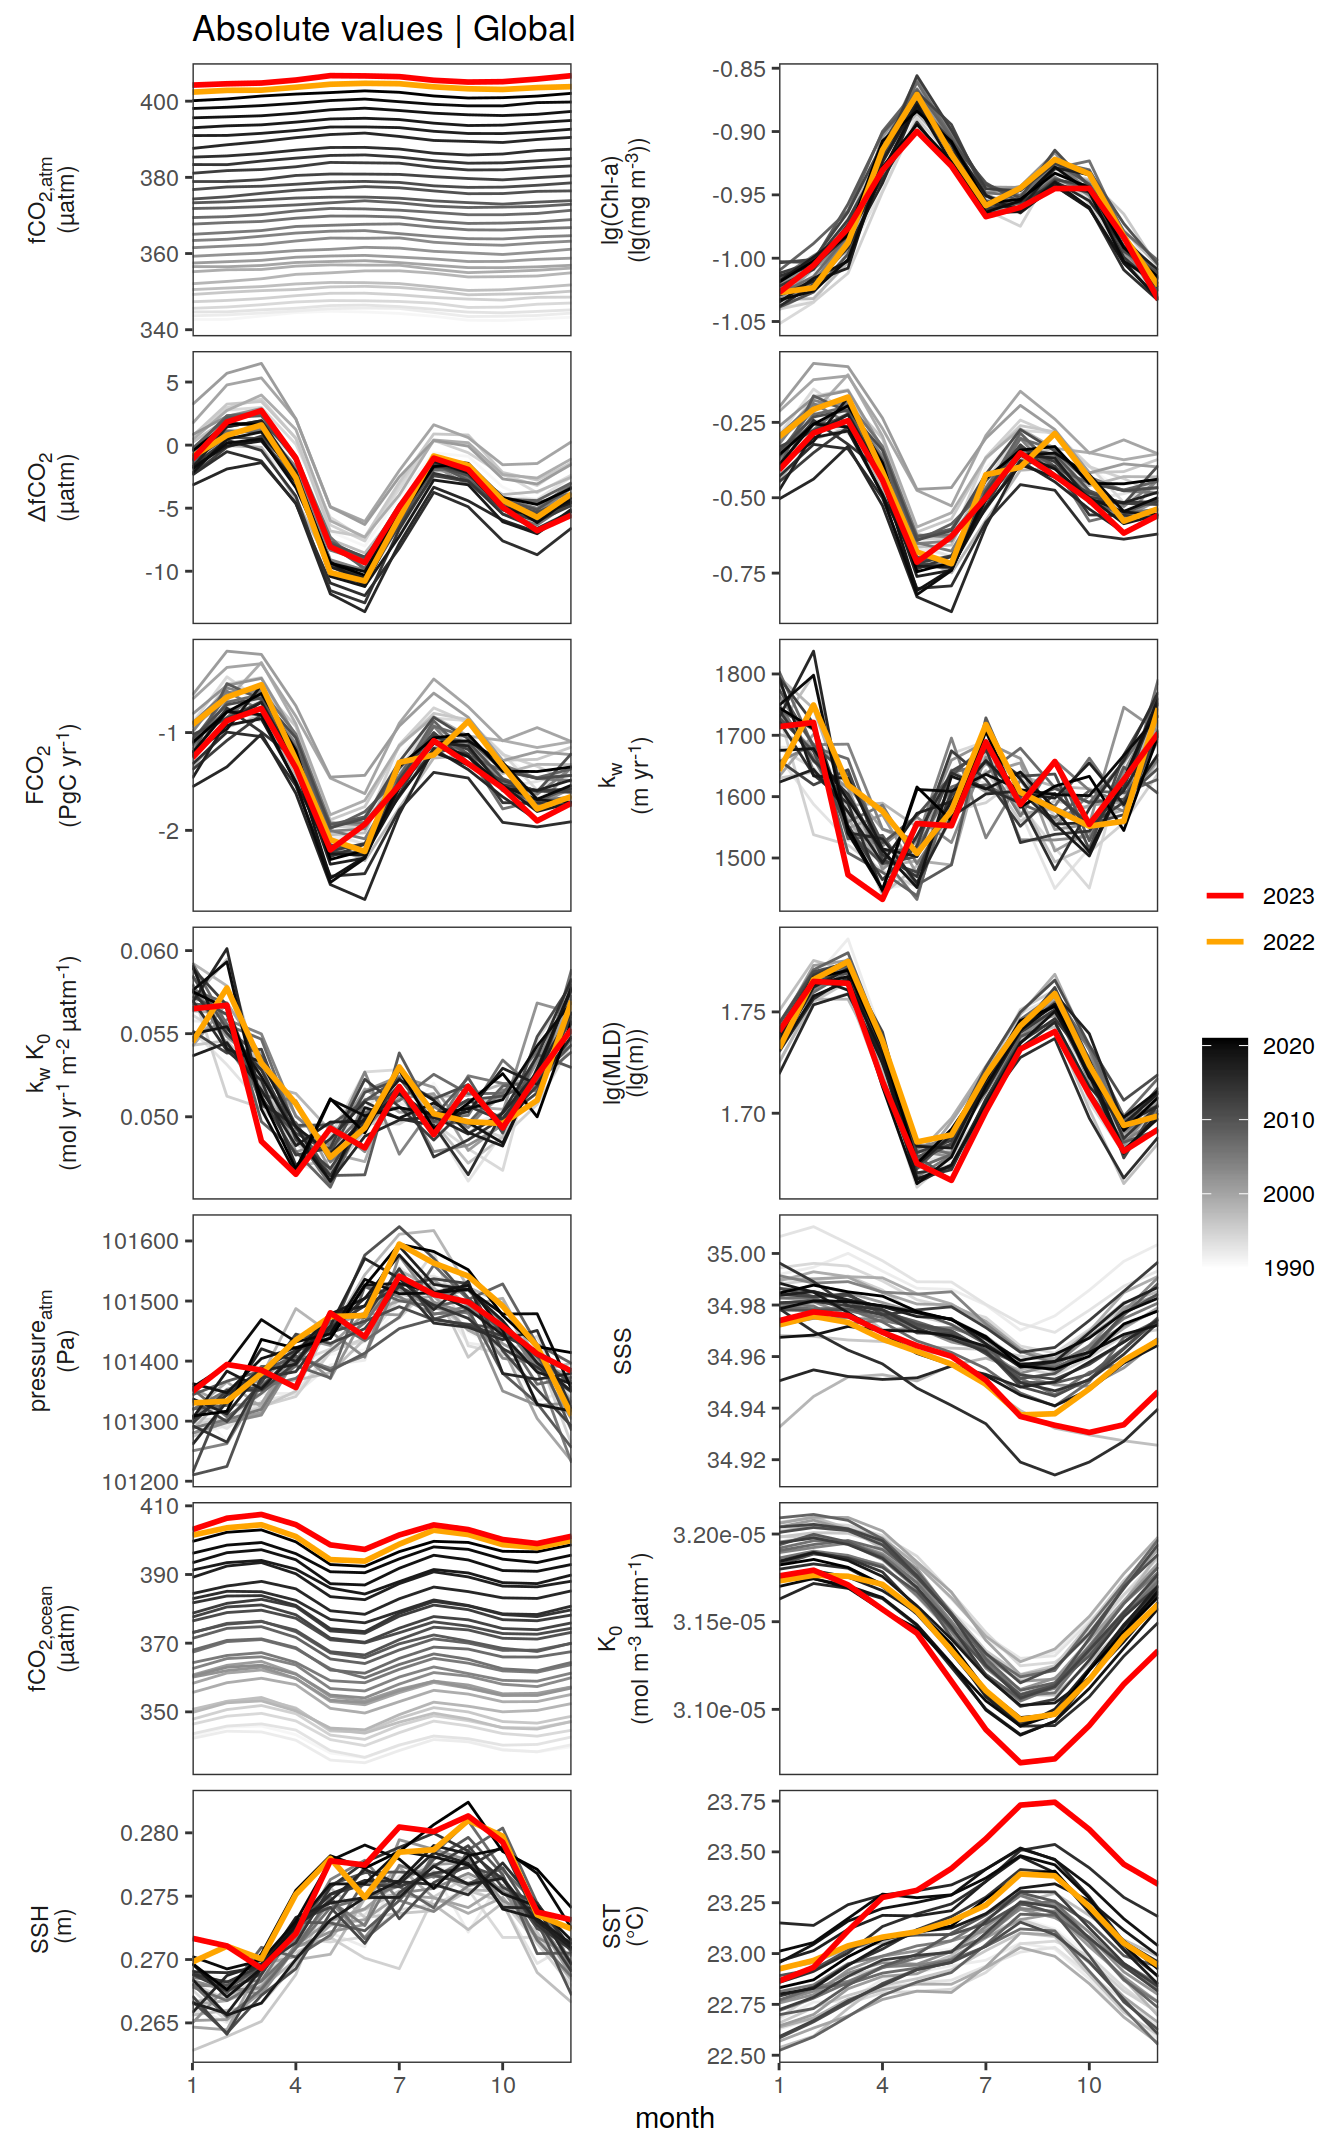 Absolute values | Global
fCO2,atm
(µatm)
400
380
360
340
lg(Chl-a)
(lg(mg m-3))
-0.85
-0.90
-0.95
-1.00
-1.05
ΔfCO2
(µatm)
5
0
-5
-10
-0.25
-0.50
-0.75
FCO2
(PgC yr-1)
-1
-2
kw
(m yr-1)
1800
1700
1600
1500
kw K0
(mol yr-1 m-2 µatm-1)
0.060
0.055
0.050
lg(MLD)
(lg(m))
1.75
1.70
pressureatm
(Pa)
101600
101500
101400
101300
101200
SSS
35.00
34.98
34.96
34.94
34.92
fCO2,ocean
(µatm)
410
390
370
350
K0
(mol m-3 µatm-1)
3.20e-05
3.15e-05
3.10e-05
SSH
(m)
0.280
0.275
0.270
0.265
SST
(°C)
23.75
23.50
23.25
23.00
22.75
22.50
1 4 7 10
1 4 7 10
month
2023
2022
2020
2010
2000
1990